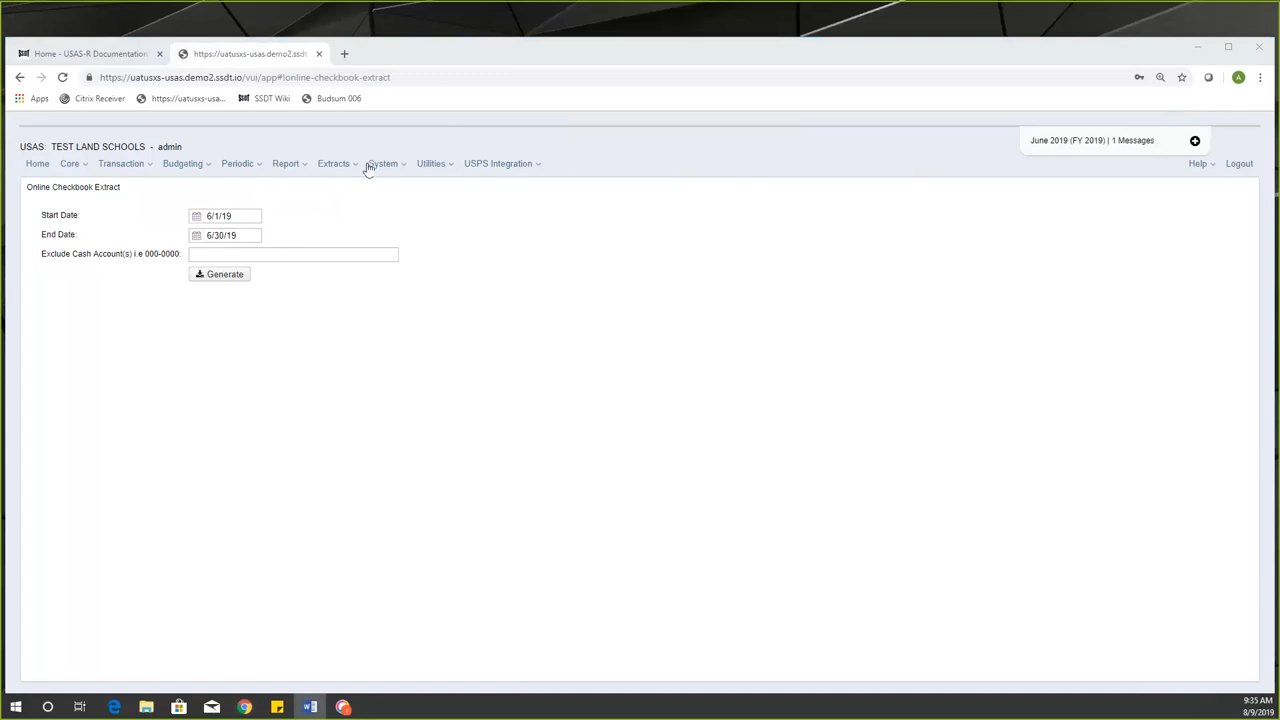 Home - USAS-R Documentation
https://uatusxs-usas.demo2.ssdt
https://uatusxs-usas.demo2.ssdt.io/vui/app#!online-checkbook-extract
A
Apps Citrix Receiver https://uatusxs-usa... SSDT Wiki Budsum 006
USAS: TEST LAND SCHOOLS - admin
June 2019 (FY 2019) | 1 Messages
Home Core Transaction Budgeting Periodic Report Extracts System Utilities USPS Integration Help Logout
Online Checkbook Extract
Start Date: 6/1/19
End Date: 6/30/19
Exclude Cash Account(s) i.e 000-0000:
Generate
9:35 AM
8/9/2019